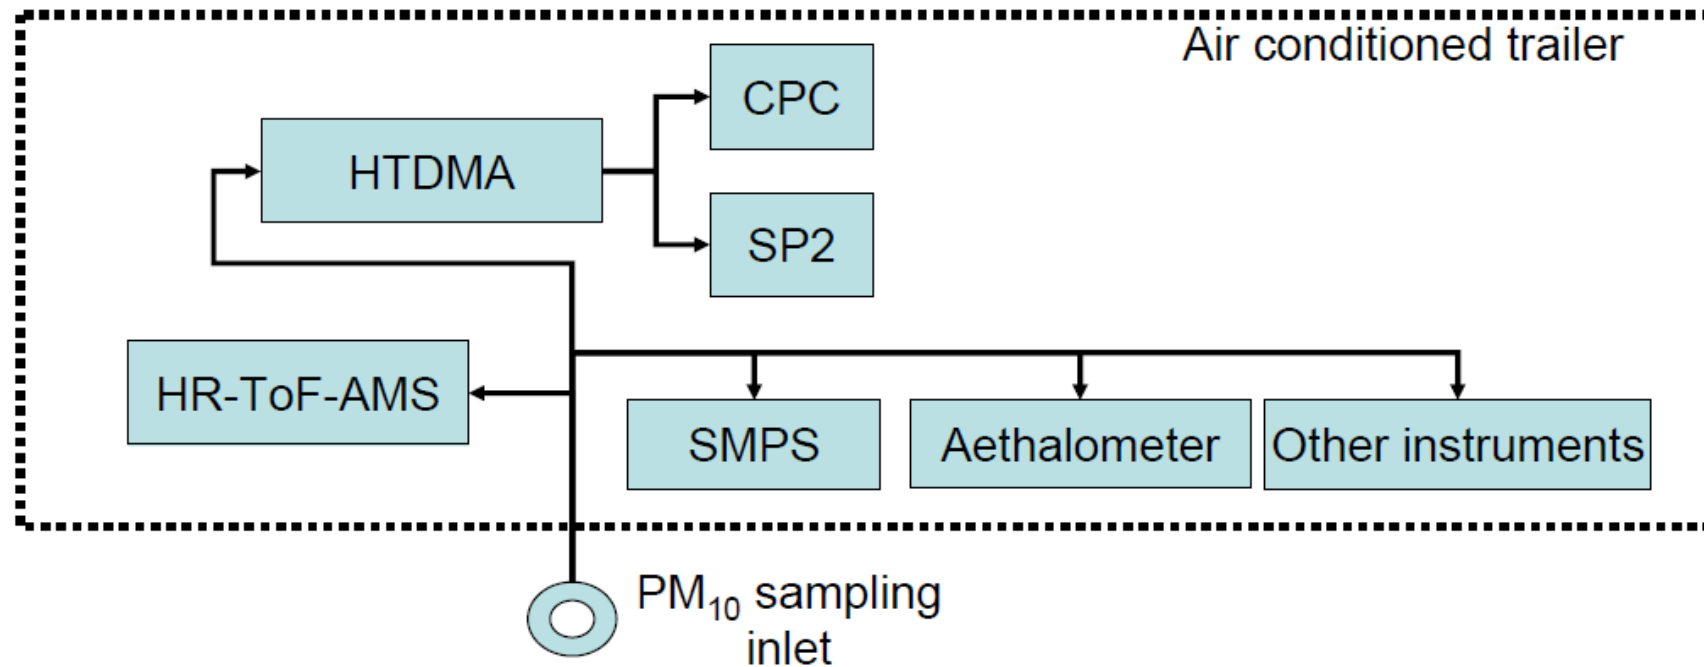 Air conditioned trailer
CPC
HTDMA
SP2
HR-ToF-AMS
SMPS
Aethalometer
Other instruments
PM₁₀ sampling
inlet